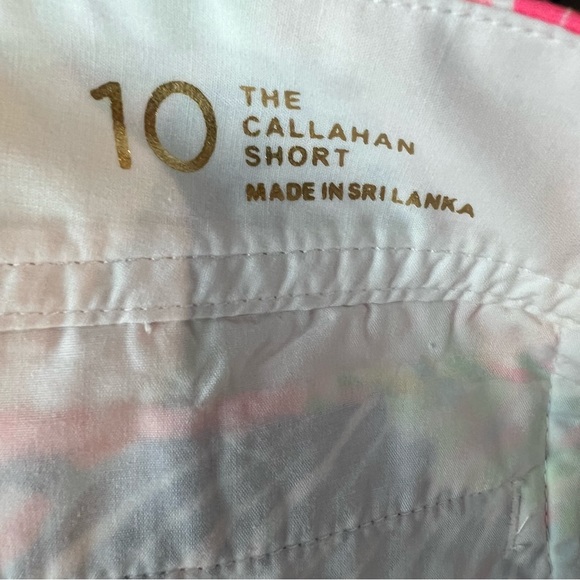 10
THE
CALLAHAN
SHORT
MADE IN SRI LANKA